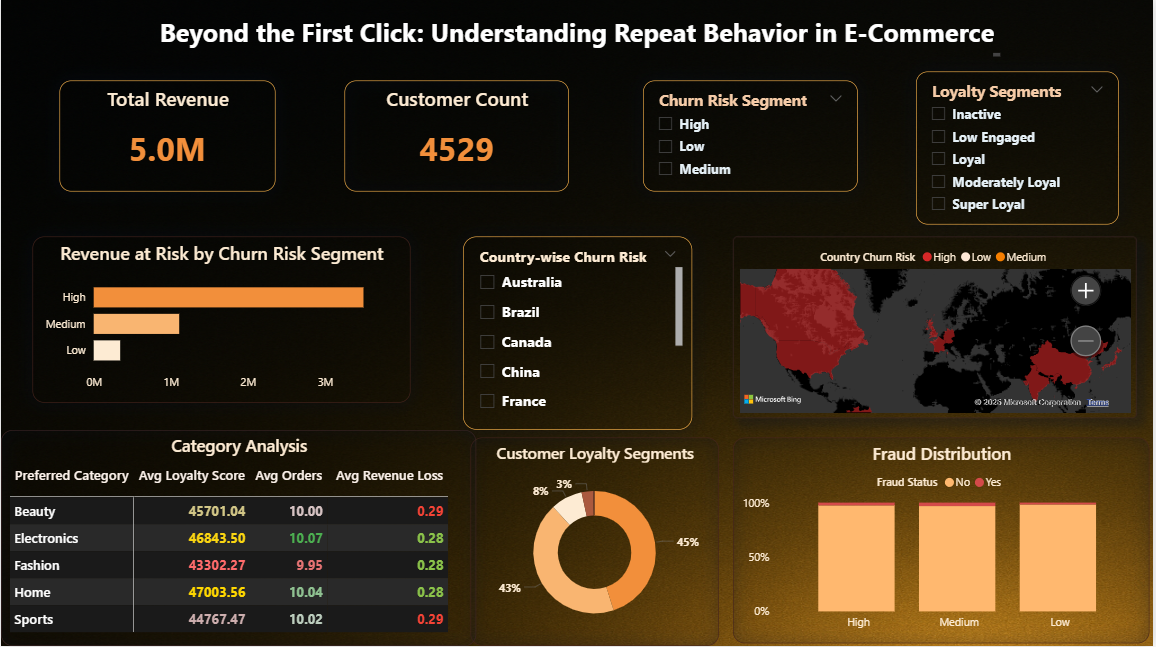 Beyond the First Click: Understanding Repeat Behavior in E-Commerce
Total Revenue
5.0M
Customer Count
4529
Churn Risk Segment
High
Low
Medium
Loyalty Segments
Inactive
Low Engaged
Loyal
Moderately Loyal
Super Loyal
Revenue at Risk by Churn Risk Segment
High
Medium
Low
0M 1M 2M 3M
Country-wise Churn Risk
Australia
Brazil
Canada
China
France
Country Churn Risk High Low Medium
Microsoft Bing
© 2025 Microsoft Corporation Terms
Category Analysis
Preferred Category Avg Loyalty Score Avg Orders Avg Revenue Loss
Beauty 45701.04 10.00 0.29
Electronics 46843.50 10.07 0.28
Fashion 43302.27 9.95 0.28
Home 47003.56 10.04 0.28
Sports 44767.47 10.02 0.29
Customer Loyalty Segments
3%
8%
45%
43%
Fraud Distribution
Fraud Status No Yes
100%
50%
0%
High Medium Low